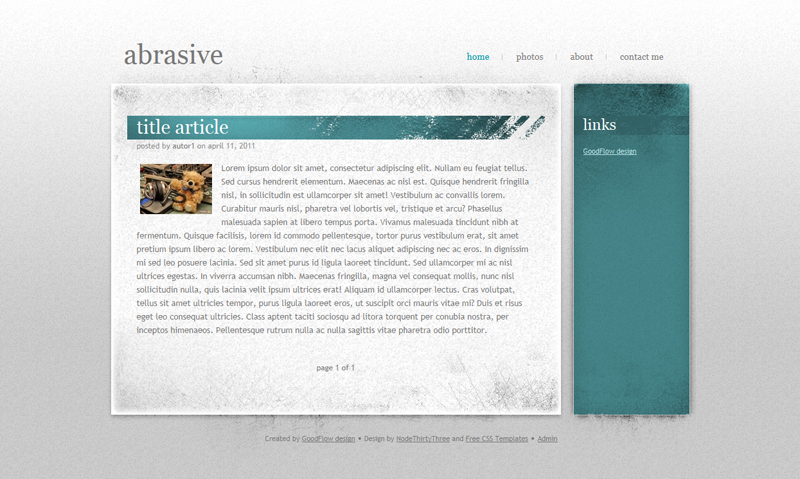 abrasive
home
photos
about
contact me
title article
posted by autor1 on april 11, 2011
Lorem ipsum dolor sit amet, consectetur adipiscing elit. Nullam eu feugiat tellus.
Sed cursus hendrerit elementum. Maecenas ac nisl est. Quisque hendrerit fringilla
nisl, in sollicitudin est ullamcorper sit amet! Vestibulum ac convallis lorem.
Curabitur mauris nisl, pharetra vel lobortis vel, tristique et arcu? Phasellus
malesuada sapien at libero tempus porta. Vivamus malesuada tincidunt nibh at
fermentum. Quisque facilisis, lorem id commodo pellentesque, tortor purus vestibulum erat, sit amet
pretium ipsum libero ac lorem. Vestibulum nec elit nec lacus aliquet adipiscing nec ac eros. In dignissim
mi sed leo posuere lacinia. Sed sit amet purus id ligula laoreet tincidunt. Sed ullamcorper mi ac nisl
ultrices egestas. In viverra accumsan nibh. Maecenas fringilla, magna vel consequat mollis, nunc nisl
sollicitudin nulla, quis lacinia velit ipsum ultrices erat! Aliquam id ullamcorper lectus. Cras volutpat,
tellus sit amet ultricies tempor, purus ligula laoreet eros, ut suscipit orci mauris vitae mi? Duis et risus
eget leo consequat ultricies. Class aptent taciti sociosqu ad litora torquent per conubia nostra, per
inceptos himenaeos. Pellentesque rutrum nulla ac nulla sagittis vitae pharetra odio porttitor.
page 1 of 1
links
GoodFlow design
Created by GoodFlow design • Design by NodeThirtyThree and Free CSS Templates • Admin